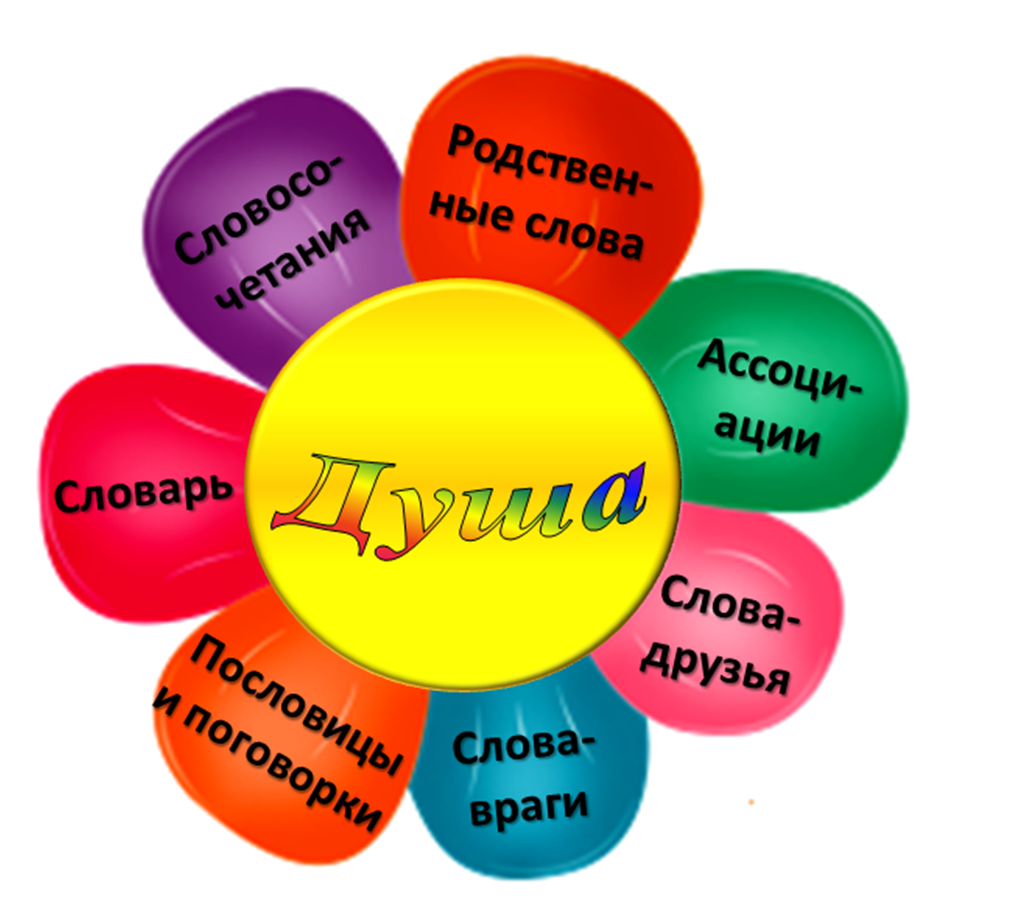 Родствен-
ные слова
Ассоци-
ации
Слова-
друзья
Слова-
враги
Пословицы
и поговорки
Словарь
Словосо-
четания
Душа